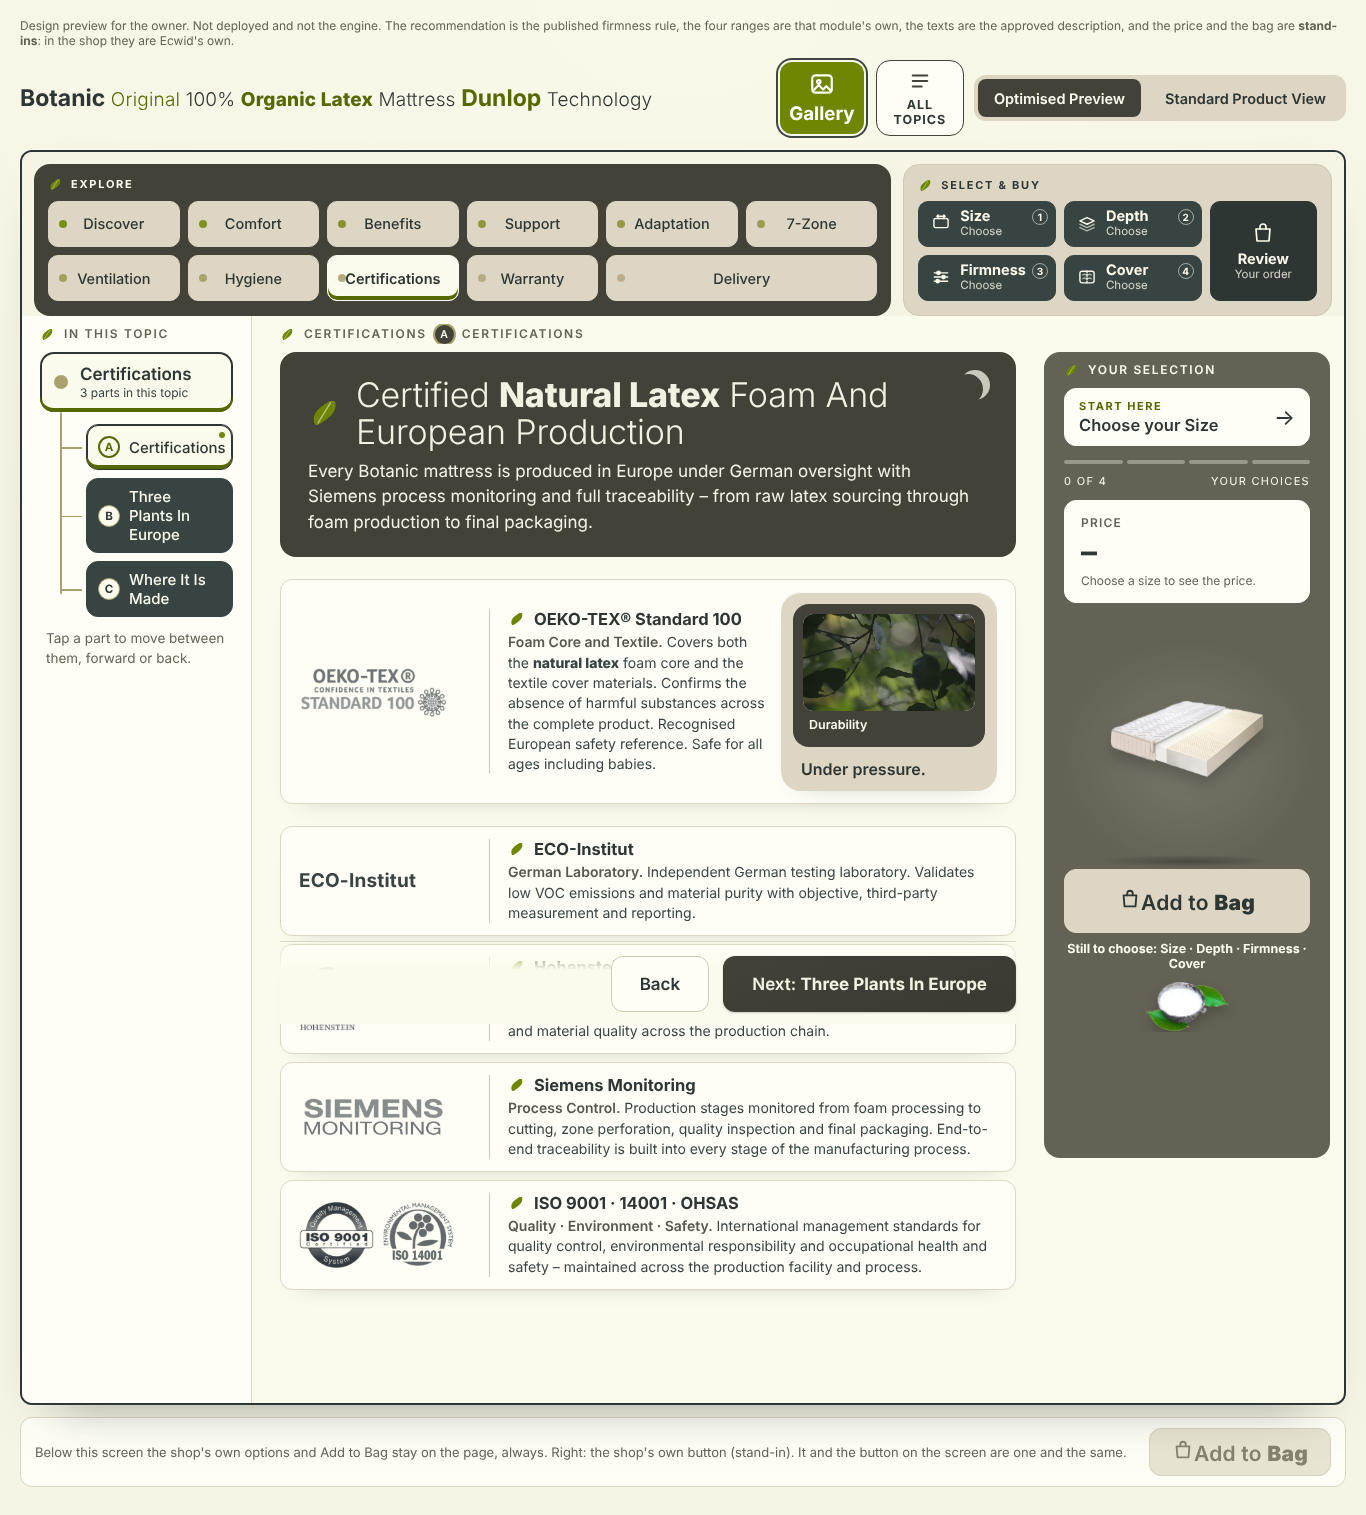 Design preview for the owner. Not deployed and not the engine. The recommendation is the published firmness rule, the four ranges are that module's own, the texts are the approved description, and the price and the bag are stand-
ins: in the shop they are Ecwid's own.
Botanic Original 100% Organic Latex Mattress Dunlop Technology
Gallery
ALL
TOPICS
Optimised Preview
Standard Product View
EXPLORE
Discover
Comfort
Benefits
Support
Adaptation
7-Zone
Ventilation
Hygiene
Certifications
Warranty
Delivery
SELECT & BUY
Size
Choose
1
Depth
Choose
2
Firmness
Choose
3
Cover
Choose
4
Review
Your order
IN THIS TOPIC
Certifications
3 parts in this topic
A
Certifications
B
Three
Plants In
Europe
C
Where It Is
Made
Tap a part to move between
them, forward or back.
CERTIFICATIONS A CERTIFICATIONS
Certified Natural Latex Foam And
European Production
Every Botanic mattress is produced in Europe under German oversight with
Siemens process monitoring and full traceability – from raw latex sourcing through
foam production to final packaging.
OEKO-TEX®
CONFIDENCE IN TEXTILES
STANDARD 100
OEKO-TEX® Standard 100
Foam Core and Textile. Covers both
the natural latex foam core and the
textile cover materials. Confirms the
absence of harmful substances across
the complete product. Recognised
European safety reference. Safe for all
ages including babies.
Durability
Under pressure.
ECO-Institut
ECO-Institut
German Laboratory. Independent German testing laboratory. Validates
low VOC emissions and material purity with objective, third-party
measurement and reporting.
Back
Next: Three Plants In Europe
HOHENSTEIN
and material quality across the production chain.
SIEMENS
MONITORING
Siemens Monitoring
Process Control. Production stages monitored from foam processing to
cutting, zone perforation, quality inspection and final packaging. End-to-
end traceability is built into every stage of the manufacturing process.
Quality Management
ISO 9001
Certified
System
ENVIRONMENTAL MANAGEMENT SYSTEM
ISO 14001
ISO 9001 · 14001 · OHSAS
Quality · Environment · Safety. International management standards for
quality control, environmental responsibility and occupational health and
safety – maintained across the production facility and process.
YOUR SELECTION
START HERE
Choose your Size
0 OF 4
YOUR CHOICES
PRICE
–
Choose a size to see the price.
Add to Bag
Still to choose: Size · Depth · Firmness ·
Cover
Below this screen the shop's own options and Add to Bag stay on the page, always. Right: the shop's own button (stand-in). It and the button on the screen are one and the same.
Add to Bag